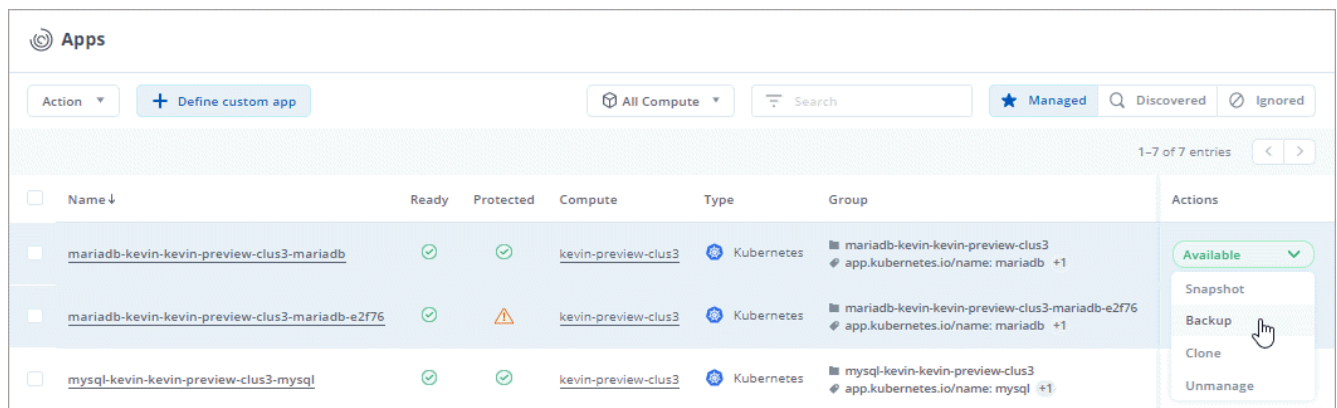 Apps
Action
+ Define custom app
All Compute
Search
Managed
Discovered
Ignored
1–7 of 7 entries
Name↓ Ready Protected Compute Type Group Actions
mariadb-kevin-kevin-preview-clus3-mariadb kevin-preview-clus3 Kubernetes
mariadb-kevin-kevin-preview-clus3
app.kubernetes.io/name: mariadb +1
Available
Snapshot
Backup
Clone
Unmanage
mariadb-kevin-kevin-preview-clus3-mariadb-e2f76 kevin-preview-clus3 Kubernetes
mariadb-kevin-kevin-preview-clus3-mariadb-e2f76
app.kubernetes.io/name: mariadb +1
mysql-kevin-kevin-preview-clus3-mysql kevin-preview-clus3 Kubernetes
mysql-kevin-kevin-preview-clus3
app.kubernetes.io/name: mysql +1